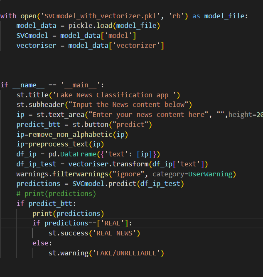 with open('SVCmodel_with_vectorizer.pkl', 'rb') as model_file:
model_data = pickle.load(model_file)
SVCmodel = model_data['model']
vectoriser = model_data['vectorizer']
if __name__ == '__main__':
st.title('Fake News Classification app ')
st.subheader("Input the News content below")
ip = st.text_area("Enter your news content here", "",height=20
predict_btt = st.button("predict")
ip=remove_non_alphabetic(ip)
ip=preprocess_text(ip)
df_ip = pd.DataFrame({'text': [ip]})
df_ip_test = vectoriser.transform(df_ip['text'])
warnings.filterwarnings("ignore", category=UserWarning)
predictions = SVCmodel.predict(df_ip_test)
# print(predictions)
if predict_btt:
print(predictions)
if predictions==['REAL']:
st.success('REAL NEWS')
else:
st.warning('FAKE/UNRELIABLE')